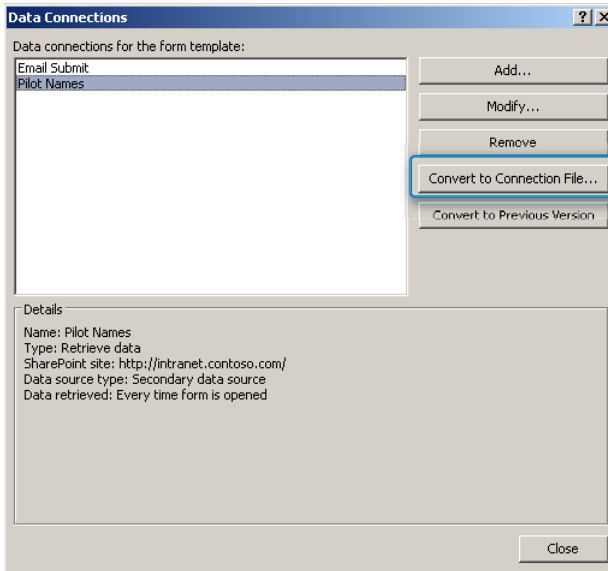 Data Connections
Data connections for the form template:
Email Submit
Pilot Names
Add...
Modify...
Remove
Convert to Connection File...
Convert to Previous Version
Details
Name: Pilot Names
Type: Retrieve data
SharePoint site: http://intranet.contoso.com/
Data source type: Secondary data source
Data retrieved: Every time form is opened
Close